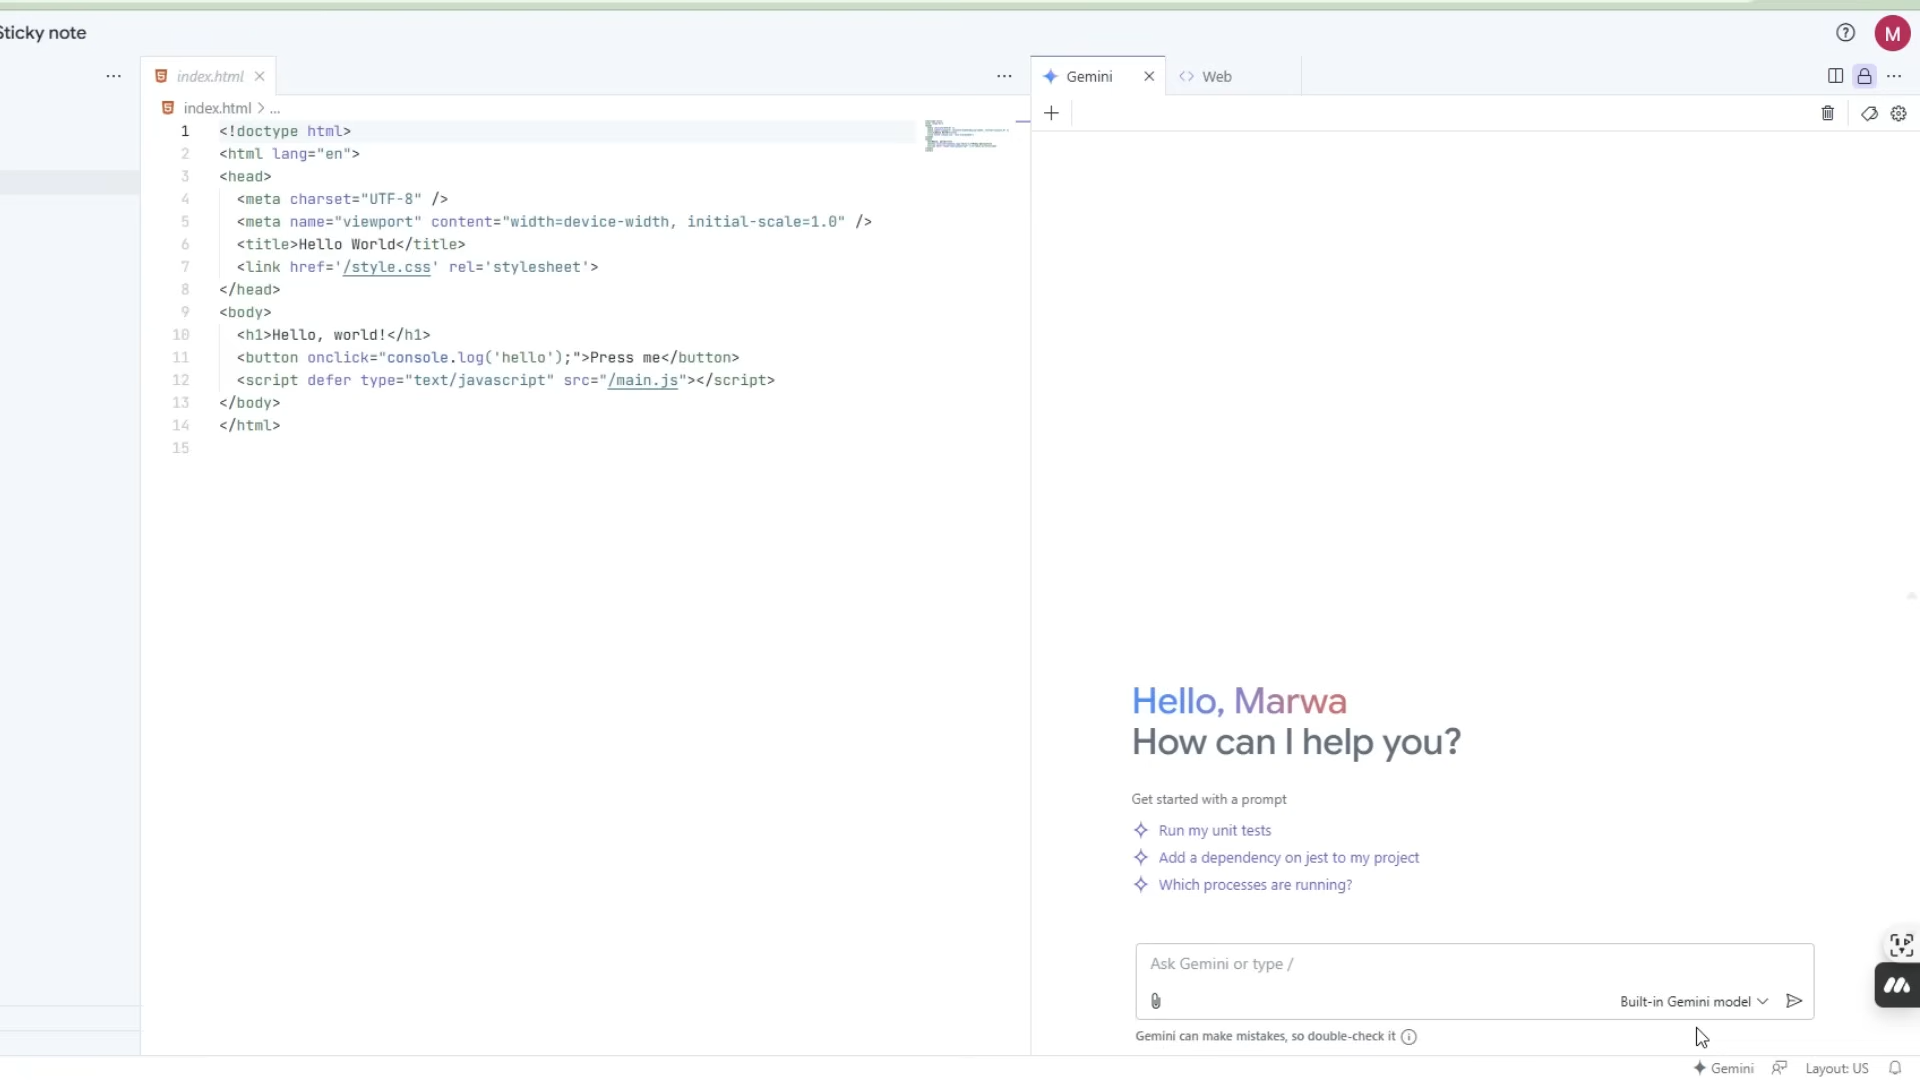 Sticky note
M
index.html
Gemini
Web
index.html > ...
1 <!doctype html>
2 <html lang="en">
3 <head>
4 <meta charset="UTF-8" />
5 <meta name="viewport" content="width=device-width, initial-scale=1.0" />
6 <title>Hello World</title>
7 <link href='/style.css' rel='stylesheet'>
8 </head>
9 <body>
10 <h1>Hello, world!</h1>
11 <button onclick="console.log('hello');">Press me</button>
12 <script defer type="text/javascript" src="/main.js"></script>
13 </body>
14 </html>
15
Hello, Marwa
How can I help you?
Get started with a prompt
Run my unit tests
Add a dependency on jest to my project
Which processes are running?
Ask Gemini or type /
Built-in Gemini model
Gemini can make mistakes, so double-check it
Gemini
Layout: US